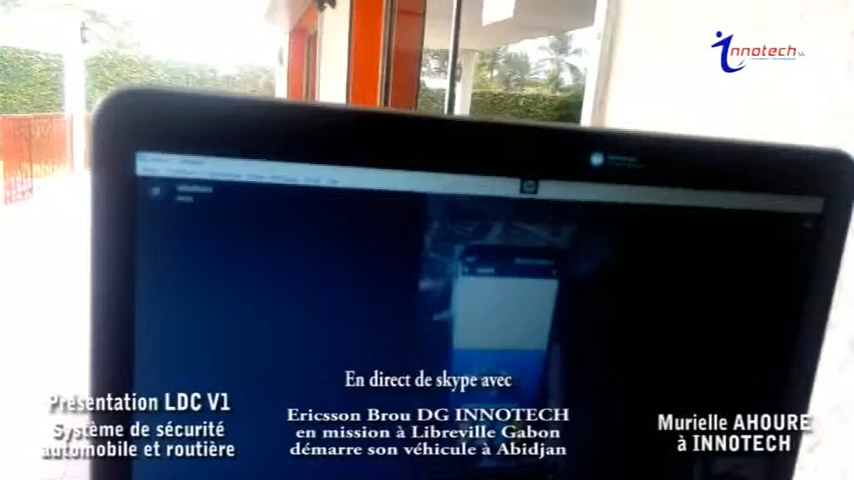 innotech
En direct de skype avec
Présentation LDC V1
Système de sécurité
automobile et routière
Ericsson Brou DG INNOTECH
en mission à Libreville Gabon
démarre son véhicule à Abidjan
Murielle AHOURE
à INNOTECH